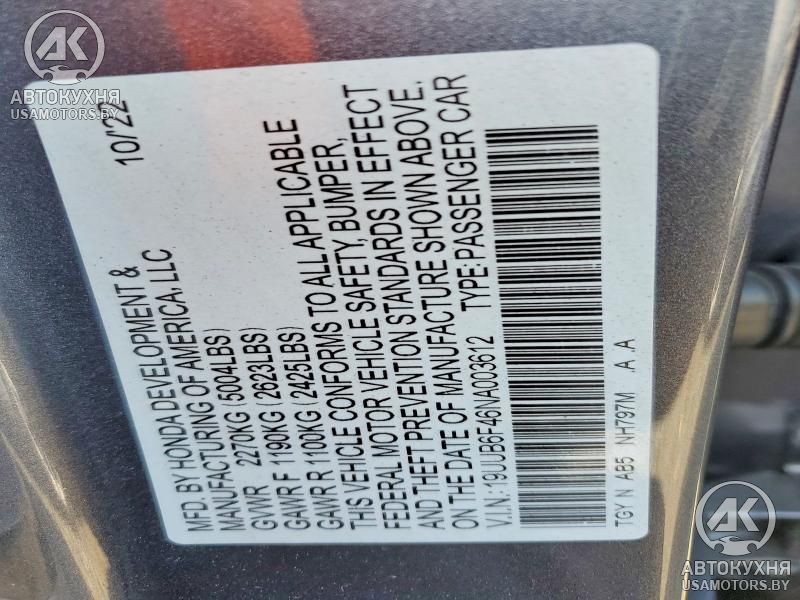 MFD. BY HONDA DEVELOPMENT & 10/22
MANUFACTURING OF AMERICA, LLC
GVWR 2270KG (5004LBS)
GAWR F 1190KG (2623LBS)
GAWR R 1100KG (2425LBS)
THIS VEHICLE CONFORMS TO ALL APPLICABLE
FEDERAL MOTOR VEHICLE SAFETY, BUMPER,
AND THEFT PREVENTION STANDARDS IN EFFECT
ON THE DATE OF MANUFACTURE SHOWN ABOVE.
V.I.N.: 19UUB6F46NA003612 TYPE:PASSENGER CAR
TGY N AB5 NH797M .A .A
АК
АВТОКУХНЯ
USAMOTORS.BY
АК
АВТОКУХНЯ
USAMOTORS.BY